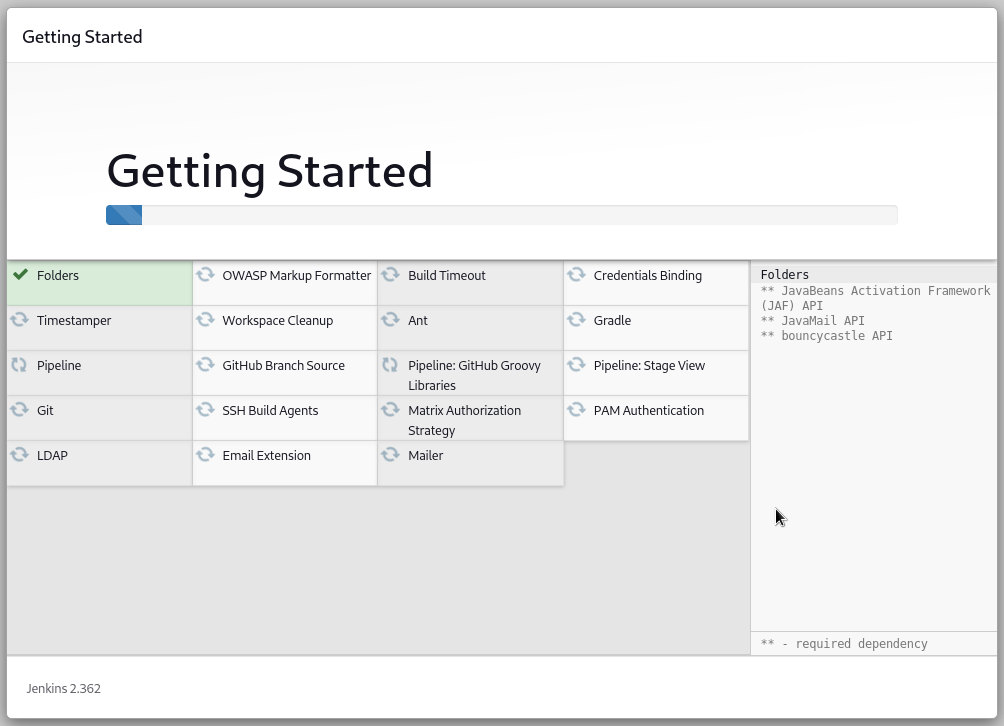 Getting Started
Getting Started
Folders
OWASP Markup Formatter
Build Timeout
Credentials Binding
Timestamper
Workspace Cleanup
Ant
Gradle
Pipeline
GitHub Branch Source
Pipeline: GitHub Groovy
Libraries
Pipeline: Stage View
Git
SSH Build Agents
Matrix Authorization
Strategy
PAM Authentication
LDAP
Email Extension
Mailer
Folders
** JavaBeans Activation Framework
(JAF) API
** JavaMail API
** bouncycastle API
** - required dependency
Jenkins 2.362